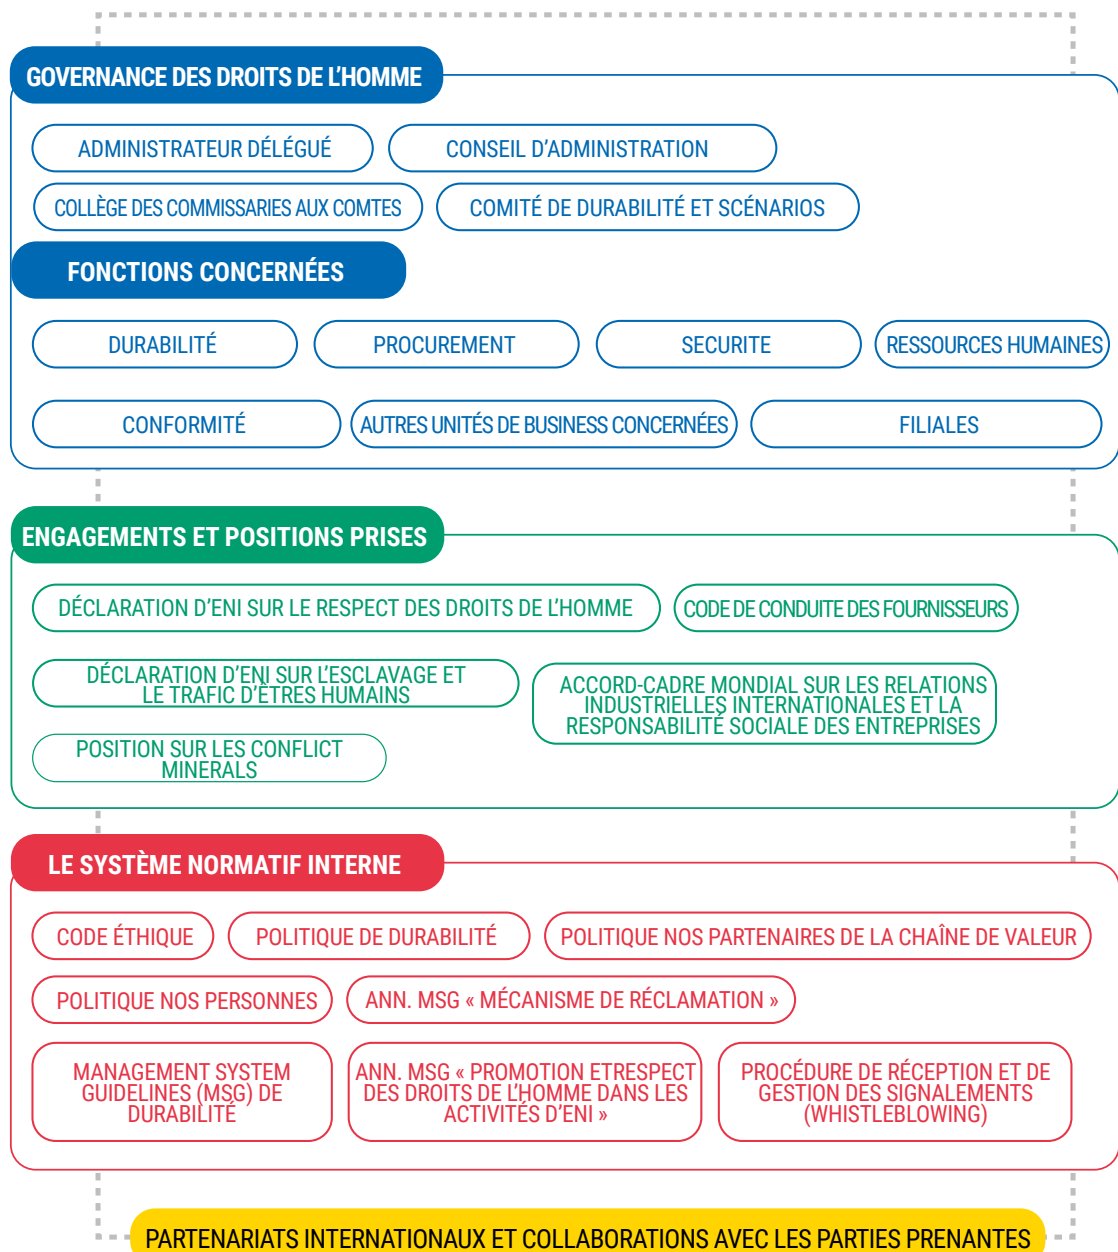 GOVERNANCE DES DROITS DE L'HOMME
ADMINISTRATEUR DÉLÉGUÉ
CONSEIL D'ADMINISTRATION
COLLÈGE DES COMMISSARIES AUX COMTES
COMITÉ DE DURABILITÉ ET SCÉNARIOS
FONCTIONS CONCERNÉES
DURABILITÉ
PROCUREMENT
SECURITE
RESSOURCES HUMAINES
CONFORMITÉ
AUTRES UNITÉS DE BUSINESS CONCERNÉES
FILIALES
ENGAGEMENTS ET POSITIONS PRISES
DÉCLARATION D'ENI SUR LE RESPECT DES DROITS DE L'HOMME
CODE DE CONDUITE DES FOURNISSEURS
DÉCLARATION D'ENI SUR L'ESCLAVAGE ET
LE TRAFIC D'ÊTRES HUMAINS
ACCORD-CADRE MONDIAL SUR LES RELATIONS
INDUSTRIELLES INTERNATIONALES ET LA
RESPONSABILITÉ SOCIALE DES ENTREPRISES
POSITION SUR LES CONFLICT
MINERALS
LE SYSTÈME NORMATIF INTERNE
CODE ÉTHIQUE
POLITIQUE DE DURABILITÉ
POLITIQUE NOS PARTENAIRES DE LA CHAÎNE DE VALEUR
POLITIQUE NOS PERSONNES
ANN. MSG « MÉCANISME DE RÉCLAMATION »
MANAGEMENT SYSTEM
GUIDELINES (MSG) DE
DURABILITÉ
ANN. MSG « PROMOTION ETRESPECT
DES DROITS DE L'HOMME DANS LES
ACTIVITÉS D'ENI »
PROCÉDURE DE RÉCEPTION ET DE
GESTION DES SIGNALEMENTS
(WHISTLEBLOWING)
PARTENARIATS INTERNATIONAUX ET COLLABORATIONS AVEC LES PARTIES PRENANTES